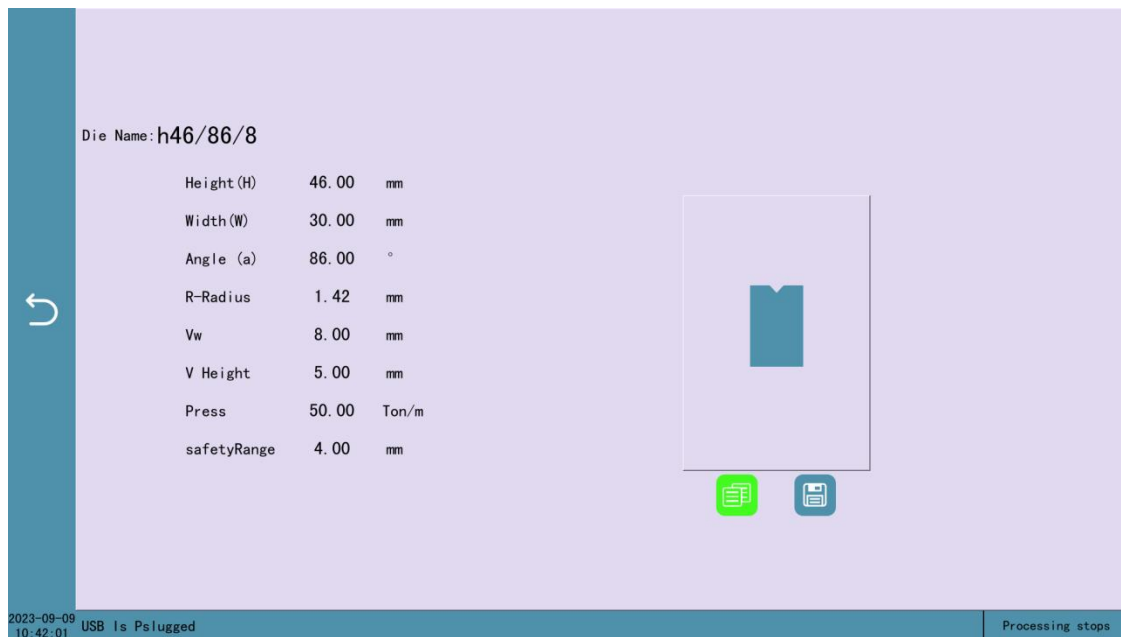 Die Name:h46/86/8
Height(H) 46.00 mm
Width(W) 30.00 mm
Angle (a) 86.00 °
R-Radius 1.42 mm
Vw 8.00 mm
V Height 5.00 mm
Press 50.00 Ton/m
safetyRange 4.00 mm
2023-09-09
10:42:01
USB Is Pslugged
Processing stops